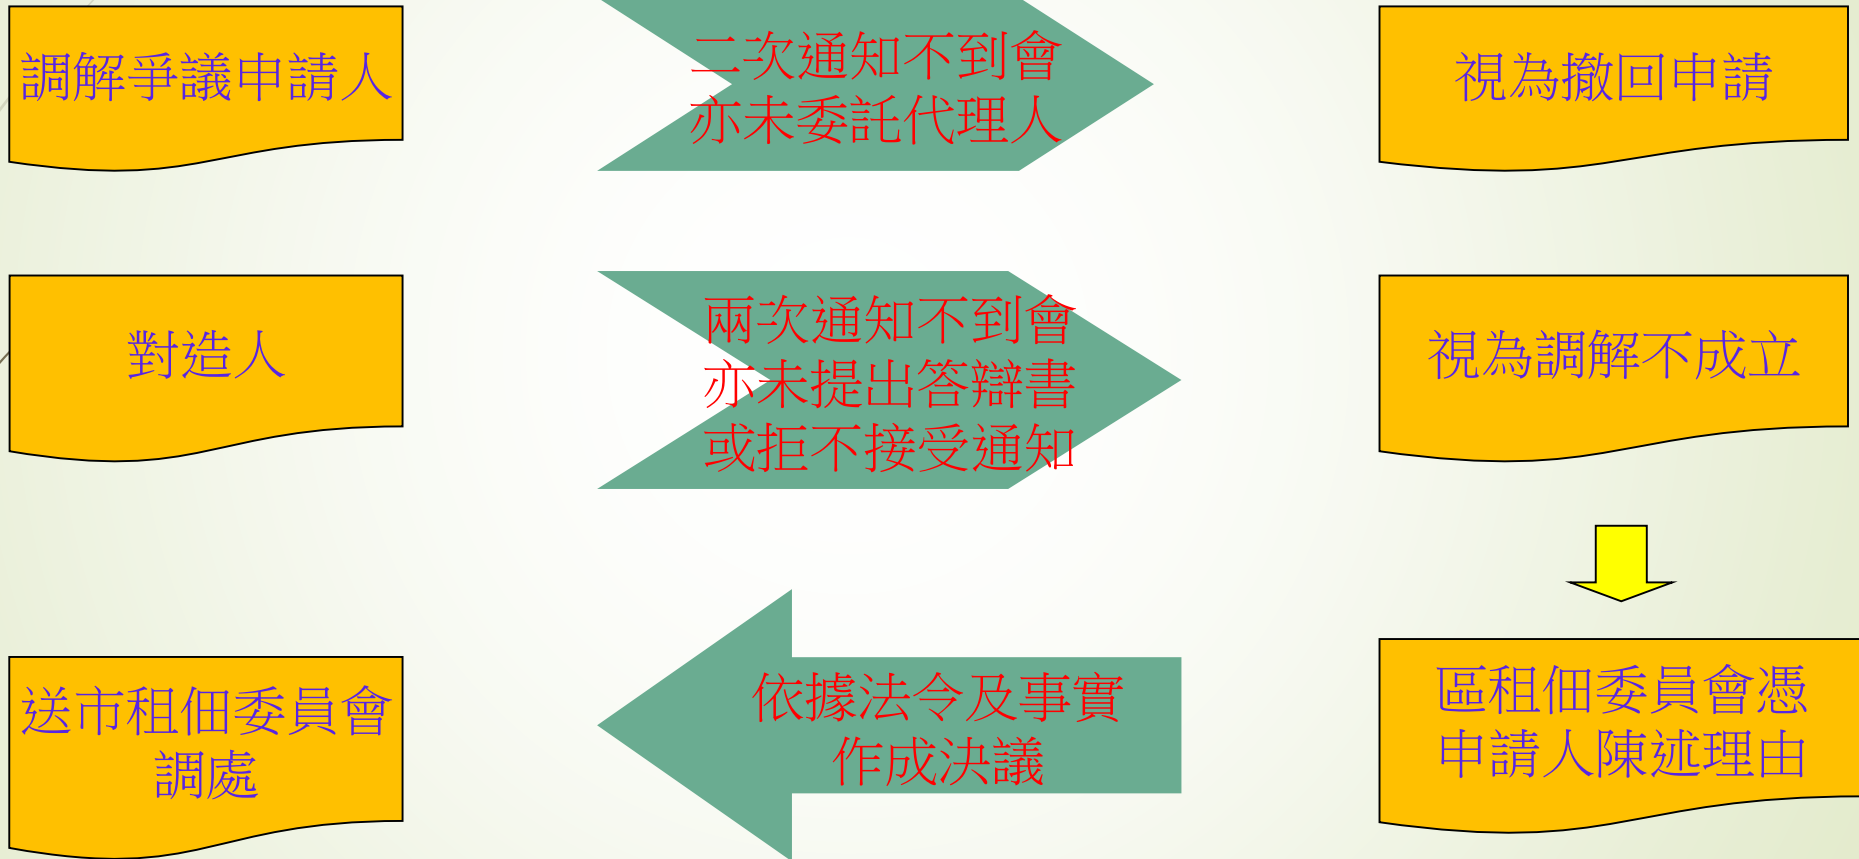 調解爭議申請人
二次通知不到會
亦未委託代理人
視為撤回申請
對造人
兩次通知不到會
亦未提出答辯書
或拒不接受通知
視為調解不成立
區租佃委員會憑
申請人陳述理由
依據法令及事實
作成決議
送市租佃委員會
調處